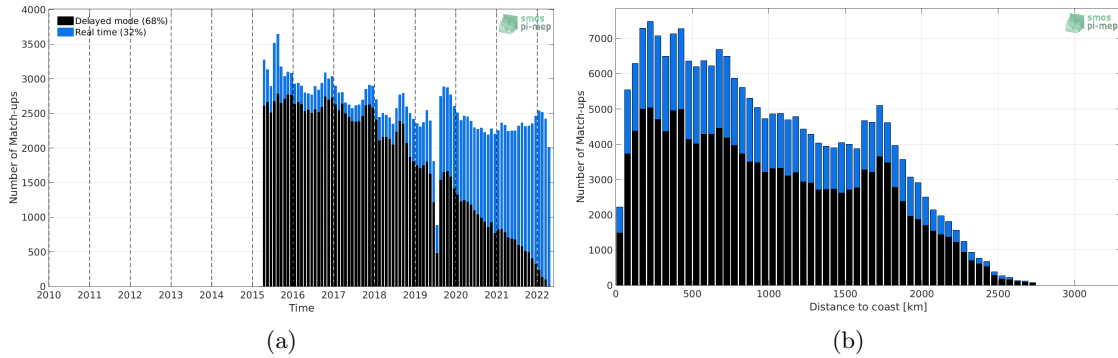 Delayed mode (68%)
Real time (32%)
smos
pi-mep
Number of Match-ups
4000
3500
3000
2500
2000
1500
1000
500
0
2010 2011 2012 2013 2014 2015 2016 2017 2018 2019 2020 2021 2022
Time
(a)
smos
pi-mep
Number of Match-ups
7000
6000
5000
4000
3000
2000
1000
0
0 500 1000 1500 2000 2500 3000
Distance to coast [km]
(b)